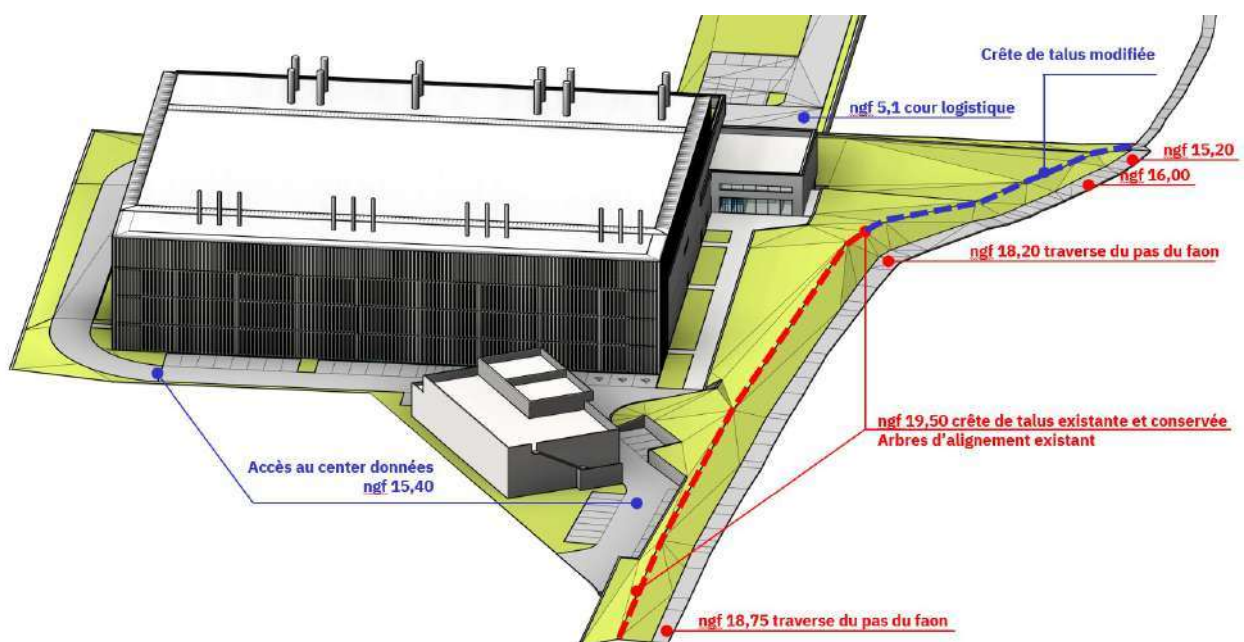 Crête de talus modifiée
ngf 5,1 cour logistique
ngf 15,20
ngf 16,00
ngf 18,20 traverse du pas du faon
ngf 19,50 crête de talus existante et conservée
Arbres d’alignement existant
Accès au center données
ngf 15,40
ngf 18,75 traverse du pas du faon